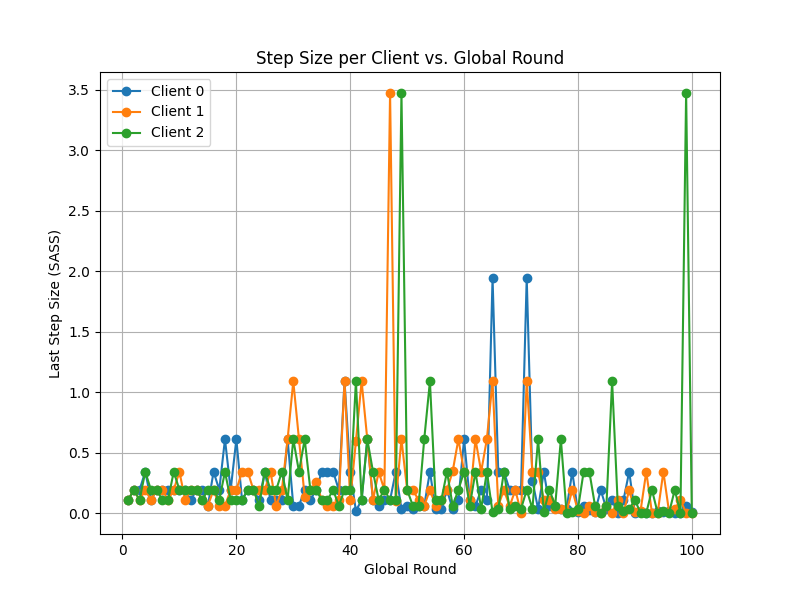 Step Size per Client vs. Global Round
Client 0
Client 1
Client 2
3.5
3.0
2.5
2.0
1.5
1.0
0.5
0.0
Last Step Size (SASS)
0 20 40 60 80 100
Global Round